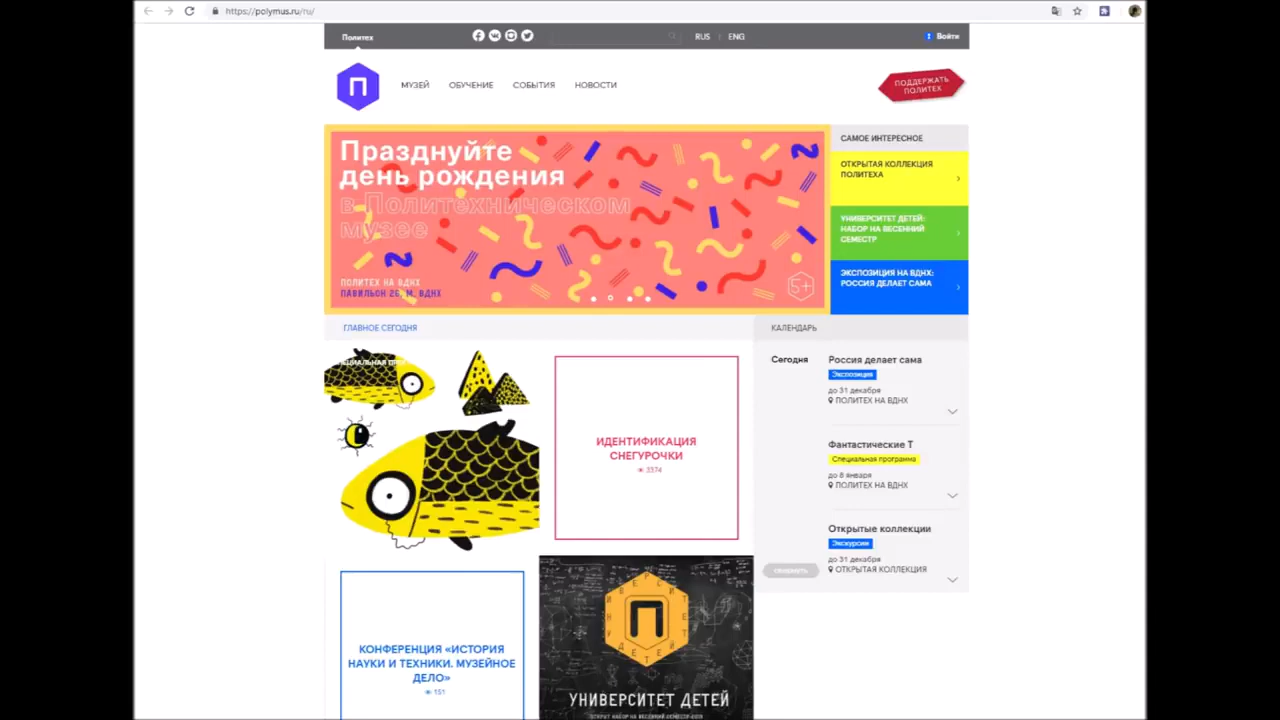 https://polymus.ru/ru/
Политех
RUS
ENG
Войти
П
МУЗЕЙ
ОБУЧЕНИЕ
СОБЫТИЯ
НОВОСТИ
ПОДДЕРЖАТЬ
ПОЛИТЕХ
Празднуйте
день рождения
в Политехническом
музее
ПОЛИТЕХ НА ВДНХ
ПАВИЛЬОН 26, М. ВДНХ
5+
САМОЕ ИНТЕРЕСНОЕ
ОТКРЫТАЯ КОЛЛЕКЦИЯ
ПОЛИТЕХА
УНИВЕРСИТЕТ ДЕТЕЙ:
НАБОР НА ВЕСЕННИЙ
СЕМЕСТР
ЭКСПОЗИЦИЯ НА ВДНХ:
РОССИЯ ДЕЛАЕТ САМА
ГЛАВНОЕ СЕГОДНЯ
ИДЕНТИФИКАЦИЯ
СНЕГУРОЧКИ
3374
КОНФЕРЕНЦИЯ «ИСТОРИЯ
НАУКИ И ТЕХНИКИ. МУЗЕЙНОЕ
ДЕЛО»
151
П
УНИВЕРСИТЕТ ДЕТЕЙ
КАЛЕНДАРЬ
Сегодня
Россия делает сама
Экспозиция
до 31 декабря
ПОЛИТЕХ НА ВДНХ
Фантастические Т
Специальная программа
до 8 января
ПОЛИТЕХ НА ВДНХ
Открытые коллекции
Экскурсии
до 31 декабря
ОТКРЫТАЯ КОЛЛЕКЦИЯ
свернуть